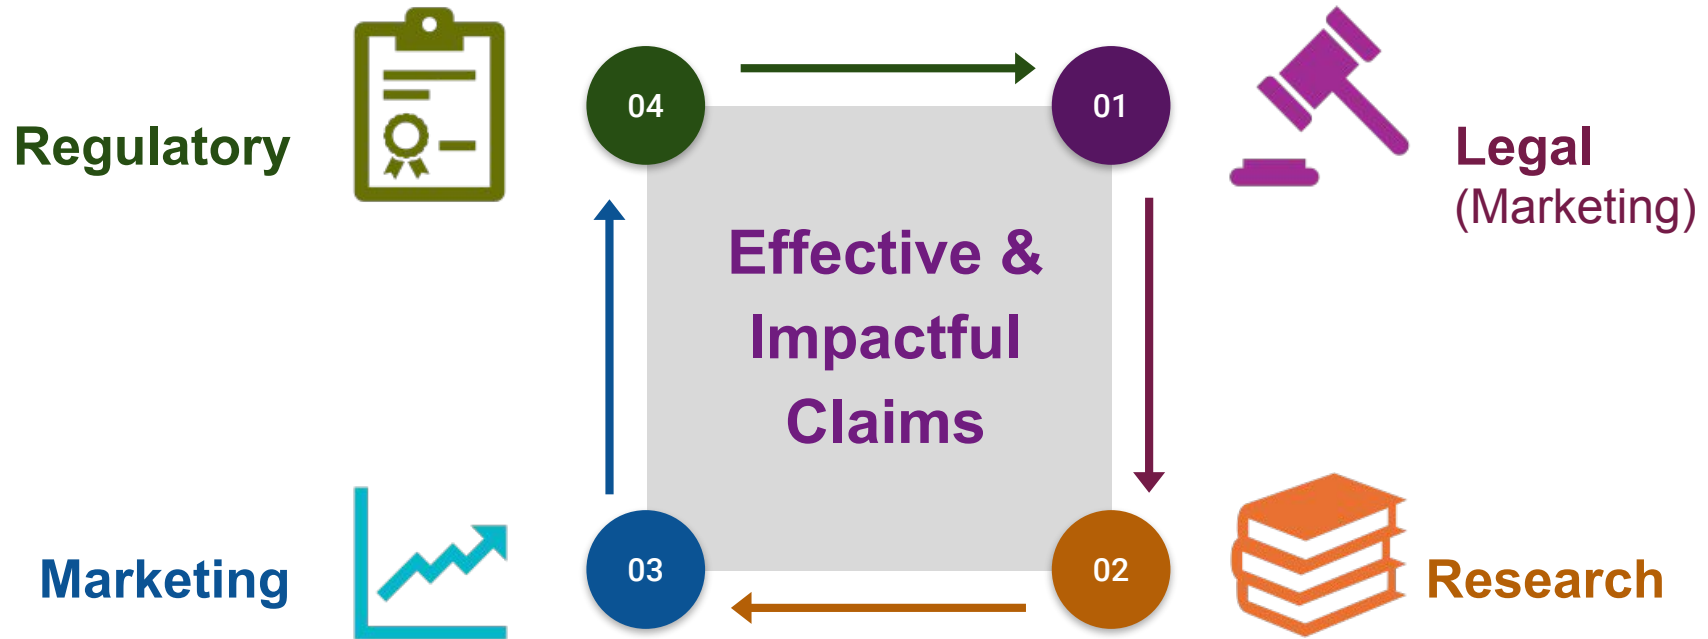 04
01
Regulatory
Legal
(Marketing)
Effective &
Impactful
Claims
03
02
Marketing
Research